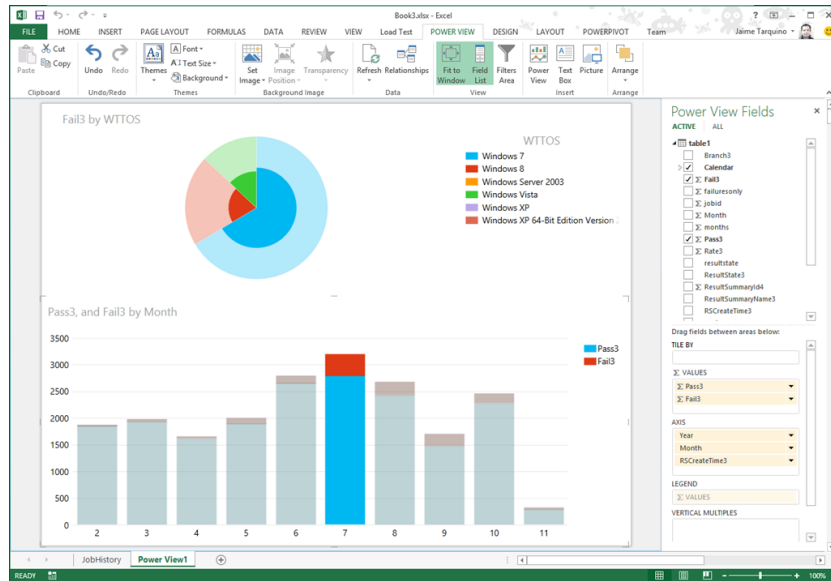 Book3.xlsx - Excel
FILE HOME INSERT PAGE LAYOUT FORMULAS DATA REVIEW VIEW Load Test POWER VIEW DESIGN LAYOUT POWERPIVOT Team Jaime Tarquino
Paste Cut Copy Undo Redo Themes Font Text Size Background Set Image Image Position Transparency Refresh Relationships Fit to Window Field List Filters Area Power View Text Box Picture Arrange
Clipboard Undo/Redo Themes Background Image Data View Insert Arrange
Fail3 by WTTOS
WTTOS
Windows 7
Windows 8
Windows Server 2003
Windows Vista
Windows XP
Windows XP 64-Bit Edition Version
Pass3, and Fail3 by Month
3500
3000
2500
2000
1500
1000
500
0
2 3 4 5 6 7 8 9 10 11
Pass3
Fail3
Power View Fields
ACTIVE ALL
table1
Branch3
Calendar
Σ Fail3
Σ failuresonly
Σ jobid
Σ Month
Σ months
Σ Pass3
Σ Rate3
resultstate
ResultState3
Σ ResultSummaryId4
ResultSummaryName3
RSCreateTime3
Drag fields between areas below:
TILE BY
Σ VALUES
Σ Pass3
Σ Fail3
AXIS
Year
Month
RSCreateTime3
LEGEND
Σ VALUES
VERTICAL MULTIPLES
JobHistory Power View1
READY 100%